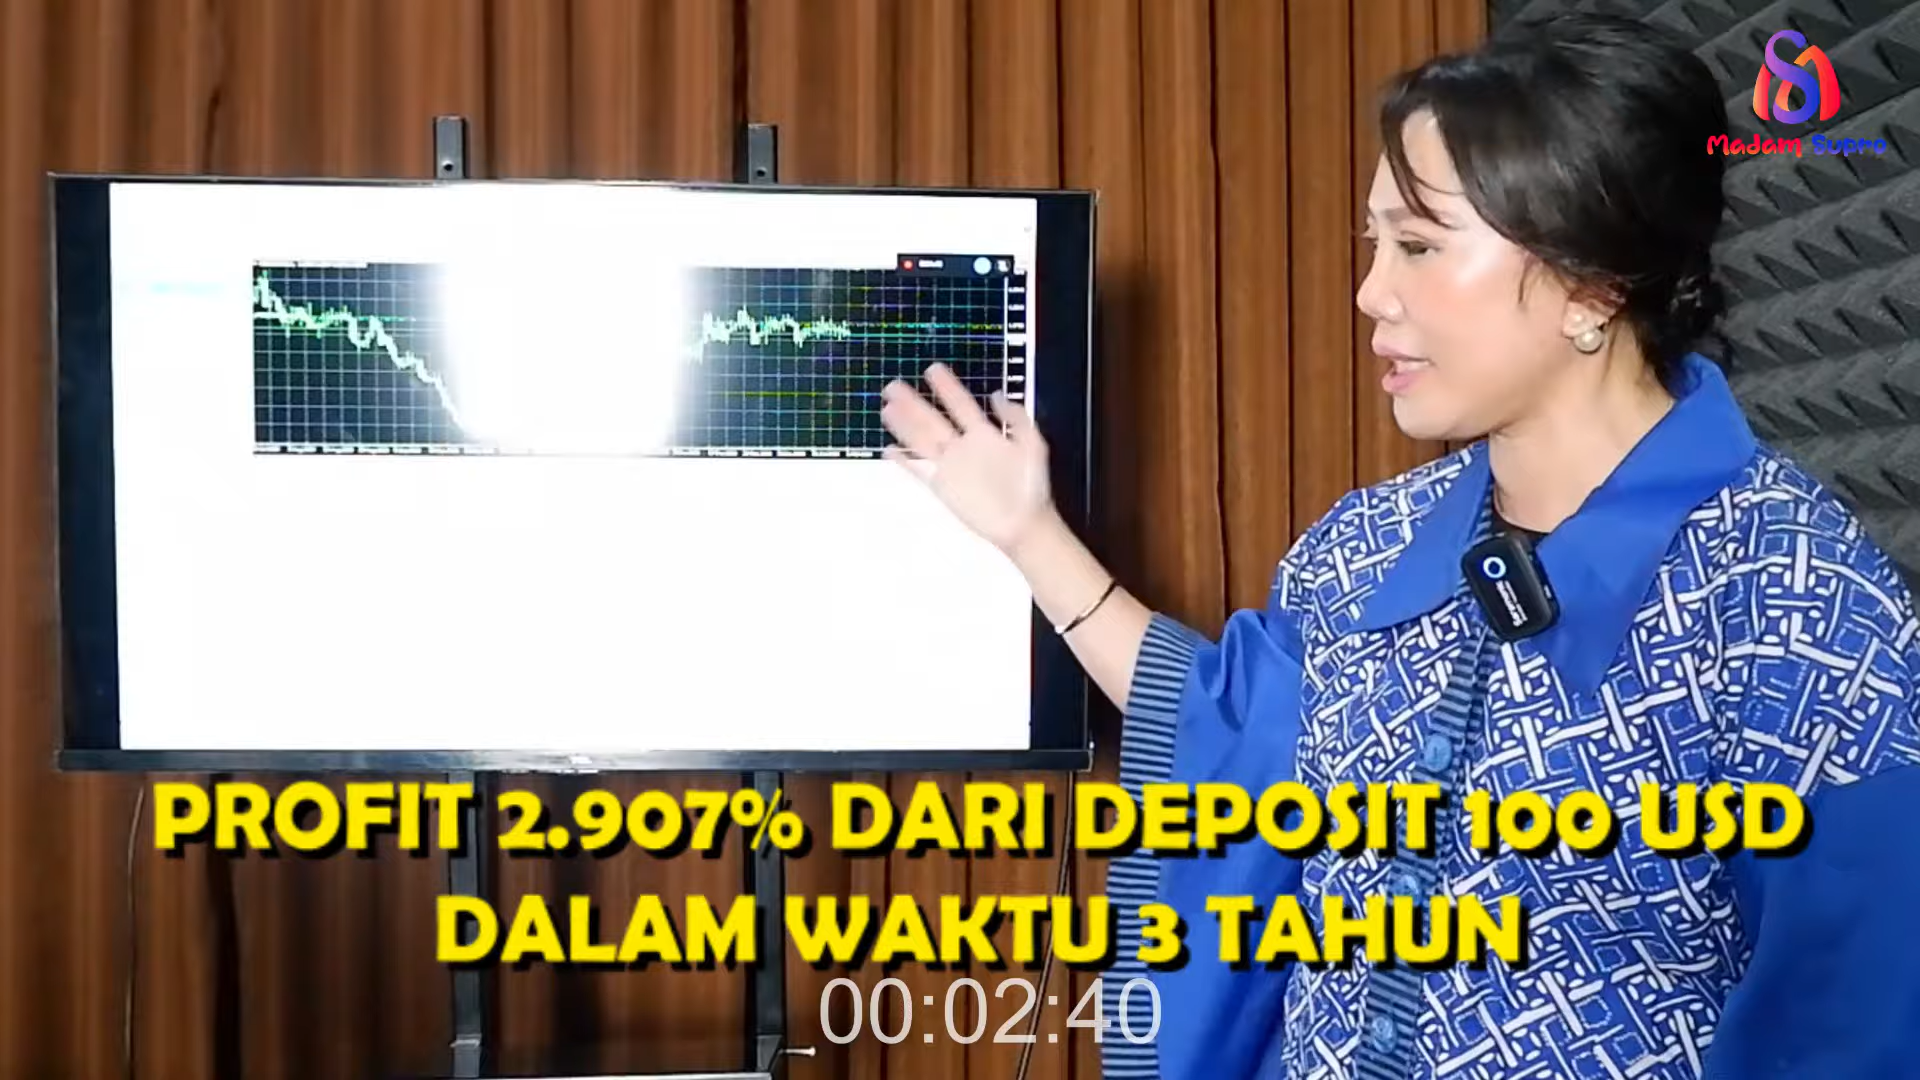 Madam Supro
PROFIT 2.907% DARI DEPOSIT 100 USD
DALAM WAKTU 3 TAHUN
00:02:40